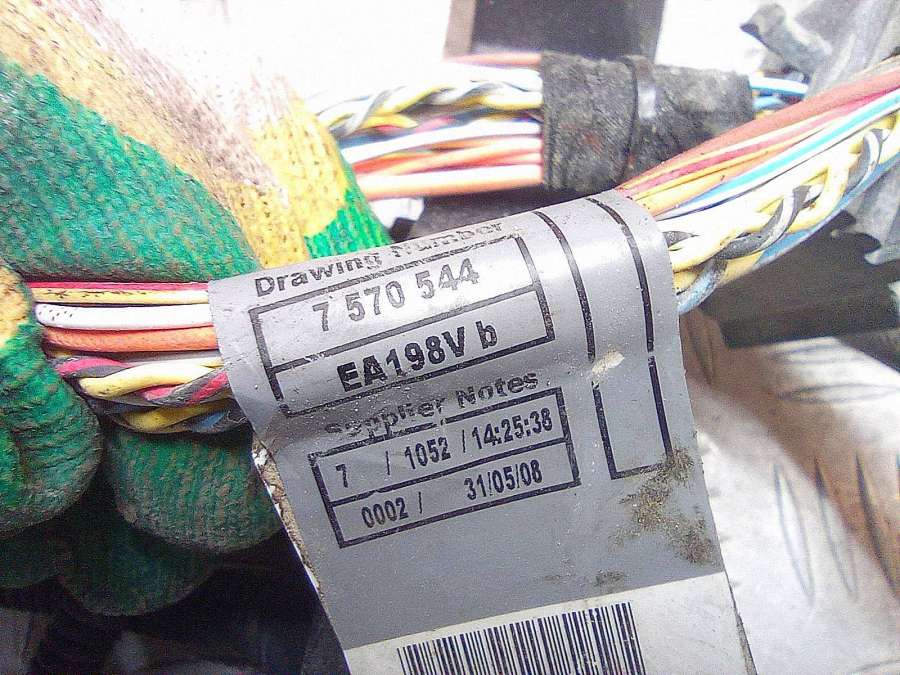 Drawing Number
7 570 544
EA198V b
Supplier Notes
7 / 1052 / 14:25:38
0002 / 31/05/08